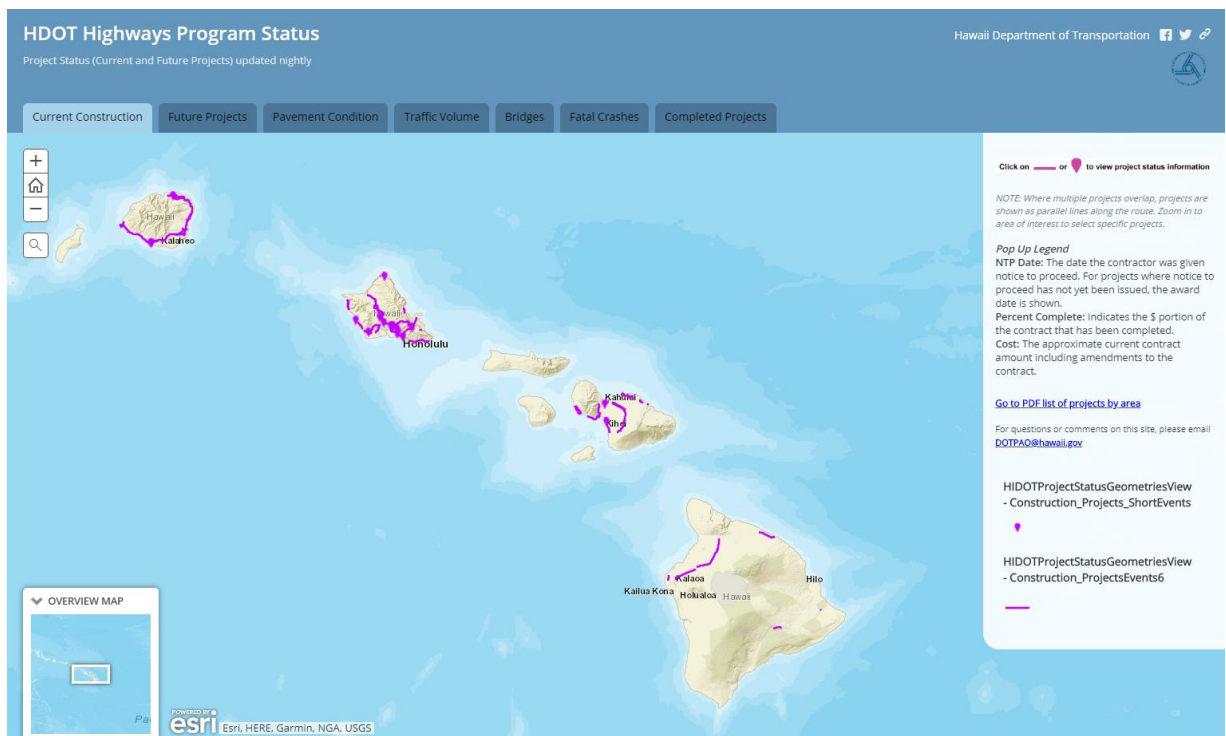 HDOT Highways Program Status
Project Status (Current and Future Projects) updated nightly
Hawaii Department of Transportation
Current Construction
Future Projects
Pavement Condition
Traffic Volume
Bridges
Fatal Crashes
Completed Projects
+
−
Hawaii
Kalaheo
Hawaii
Honolulu
Kahului
Kihei
Kalaoa
Kailua Kona
Holualoa
Hawaii
Hilo
Click on or to view project status information
NOTE: Where multiple projects overlap, projects are
shown as parallel lines along the route. Zoom in to
area of interest to select specific projects.
Pop Up Legend
NTP Date: The date the contractor was given
notice to proceed. For projects where notice to
proceed has not yet been issued, the award
date is shown.
Percent Complete: Indicates the $ portion of
the contract that has been completed.
Cost: The approximate current contract
amount including amendments to the
contract.
Go to PDF list of projects by area
For questions or comments on this site, please email
DOTPAO@hawaii.gov
HIDOTProjectStatusGeometriesView
- Construction_Projects_ShortEvents
HIDOTProjectStatusGeometriesView
- Construction_ProjectsEvents6
OVERVIEW MAP
Pa
POWERED BY
esri
Esri, HERE, Garmin, NGA, USGS